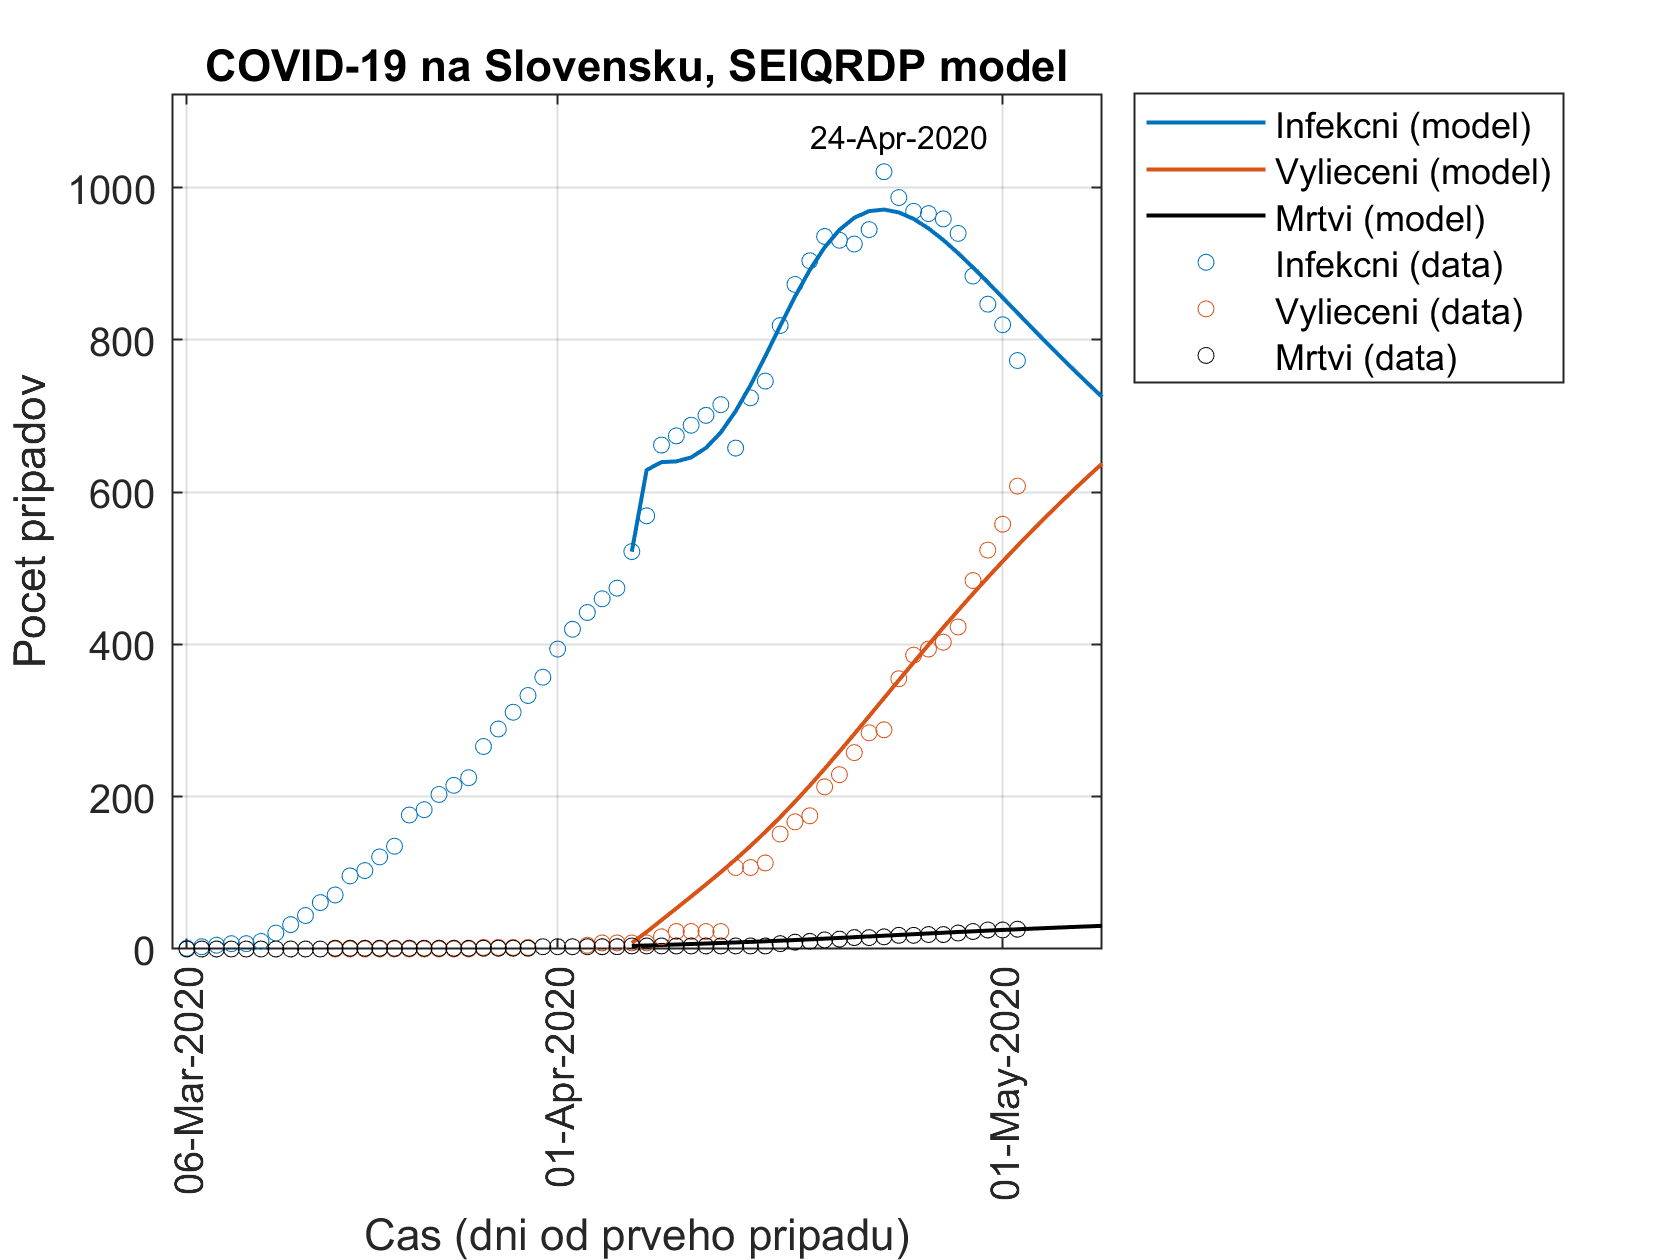 COVID-19 na Slovensku, SEIQRDP model
24-Apr-2020
Infekcni (model)
Vylieceni (model)
Mrtvi (model)
Infekcni (data)
Vylieceni (data)
Mrtvi (data)
Pocet pripadov
1000
800
600
400
200
0
06-Mar-2020
01-Apr-2020
01-May-2020
Cas (dni od prveho pripadu)